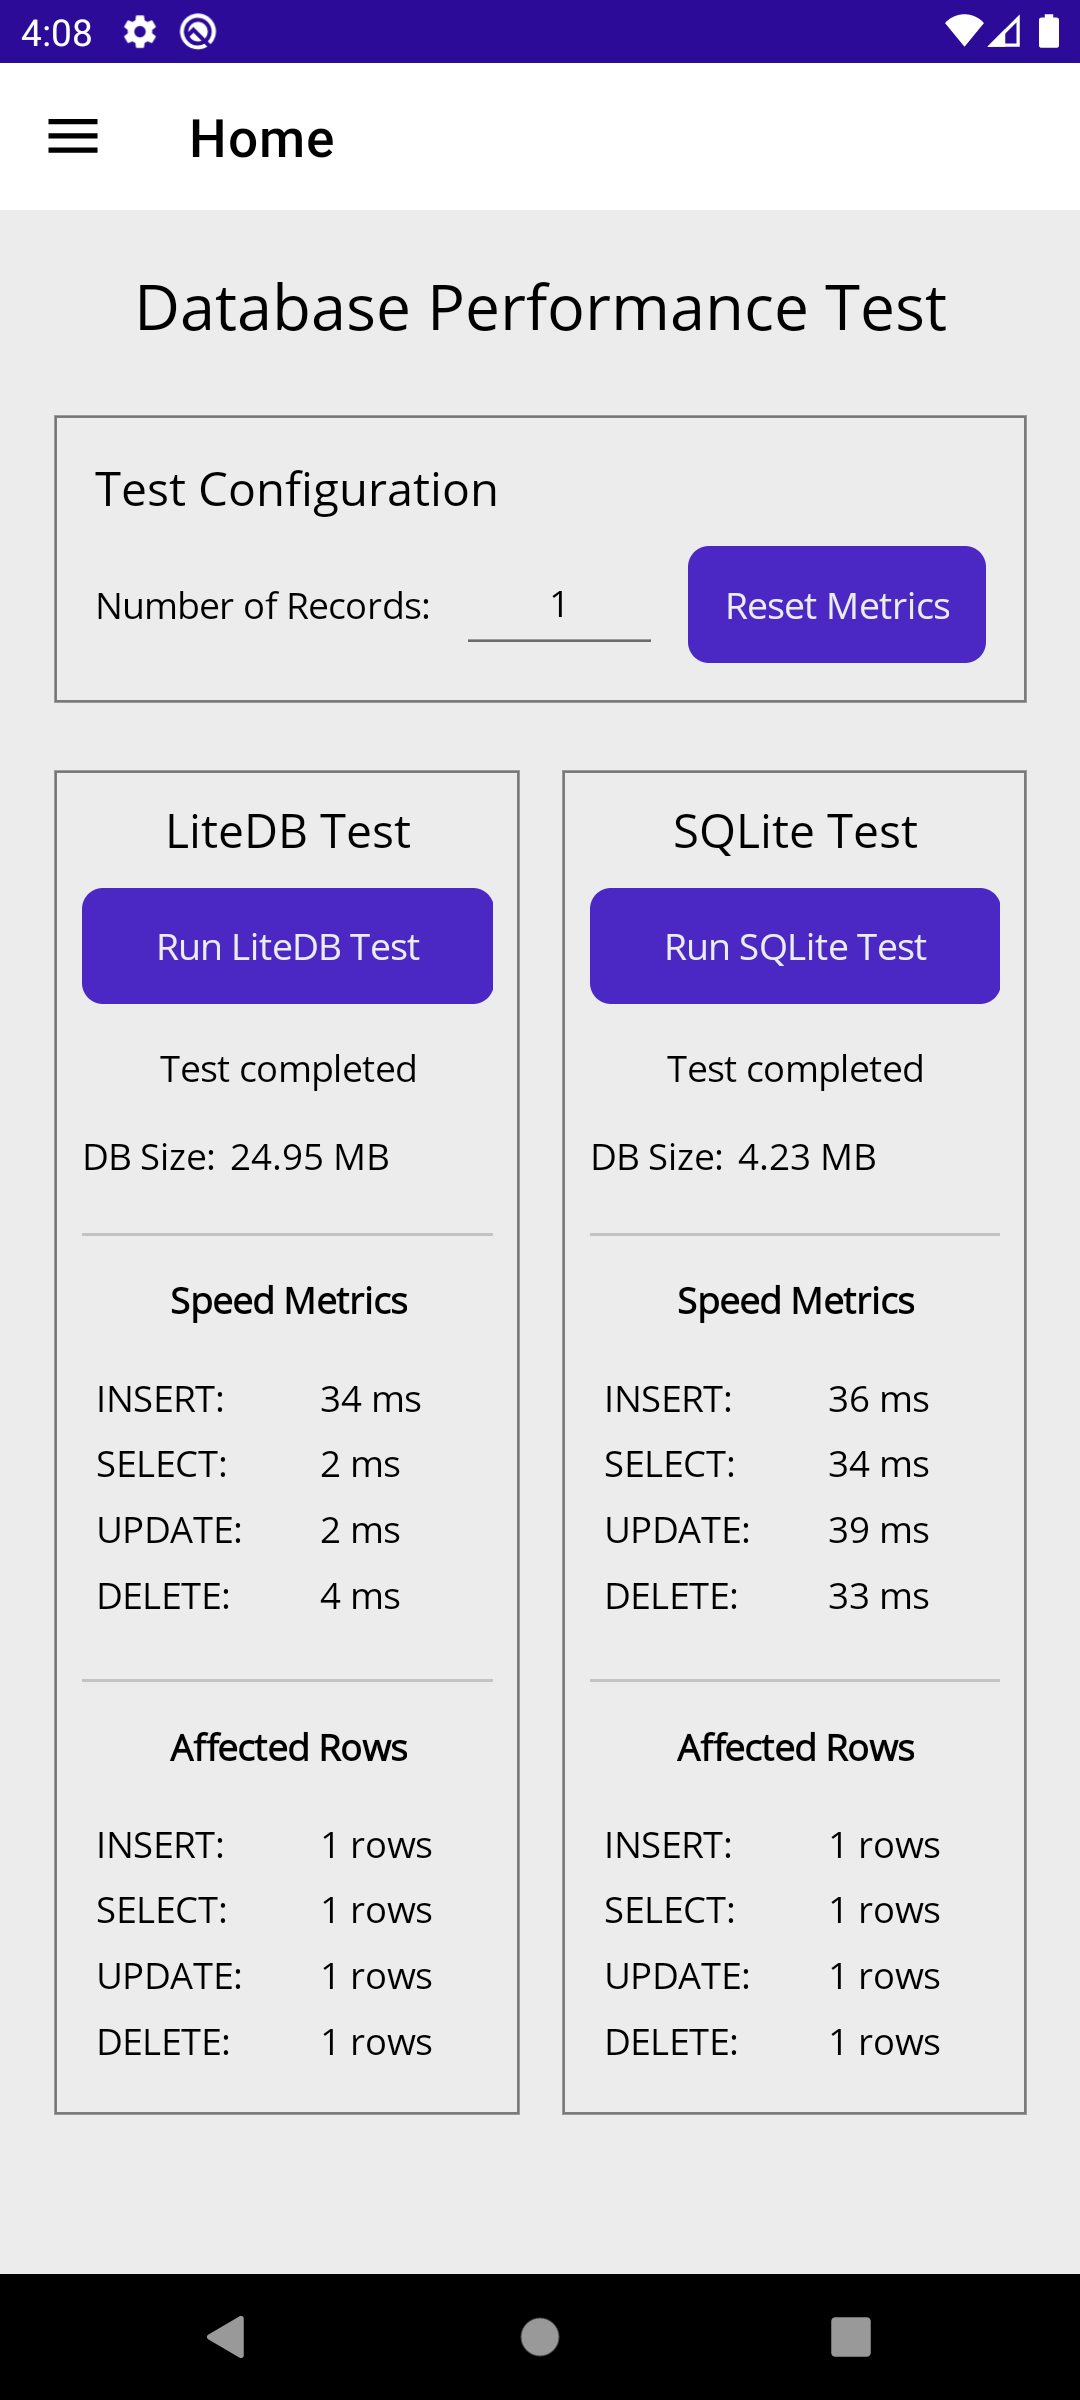 4:08
Home
Database Performance Test
Test Configuration
Number of Records: 1 Reset Metrics
LiteDB Test
Run LiteDB Test
Test completed
DB Size: 24.95 MB
Speed Metrics
INSERT: 34 ms
SELECT: 2 ms
UPDATE: 2 ms
DELETE: 4 ms
Affected Rows
INSERT: 1 rows
SELECT: 1 rows
UPDATE: 1 rows
DELETE: 1 rows
SQLite Test
Run SQLite Test
Test completed
DB Size: 4.23 MB
Speed Metrics
INSERT: 36 ms
SELECT: 34 ms
UPDATE: 39 ms
DELETE: 33 ms
Affected Rows
INSERT: 1 rows
SELECT: 1 rows
UPDATE: 1 rows
DELETE: 1 rows